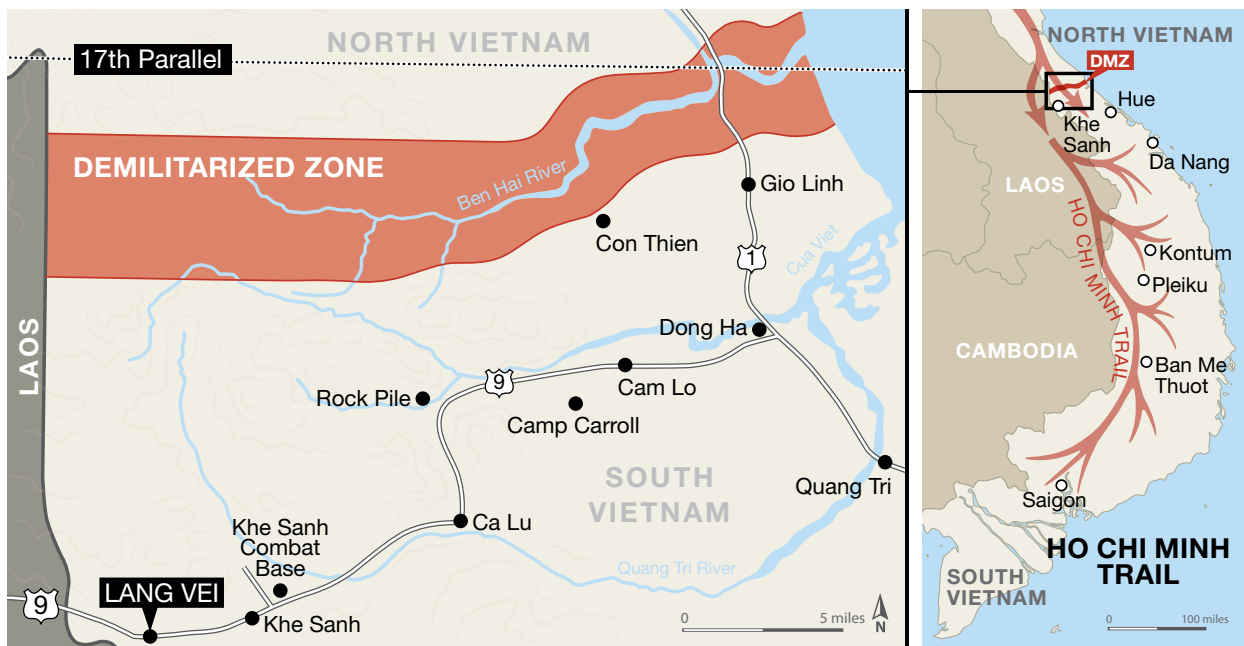 NORTH VIETNAM
17th Parallel
DEMILITARIZED ZONE
Ben Hai River
Gio Linh
Con Thien
1
Cua Viet
LAOS
Dong Ha
9
Cam Lo
Rock Pile
Camp Carroll
SOUTH
VIETNAM
Quang Tri
Ca Lu
Khe Sanh
Combat
Base
Quang Tri River
LANG VEI
9
Khe Sanh
0
5 miles
N
NORTH VIETNAM
DMZ
Hue
Khe
Sanh
Da Nang
LAOS
HO CHI MINH TRAIL
Kontum
Pleiku
CAMBODIA
Ban Me
Thuot
Saigon
HO CHI MINH
TRAIL
SOUTH
VIETNAM
0
100 miles